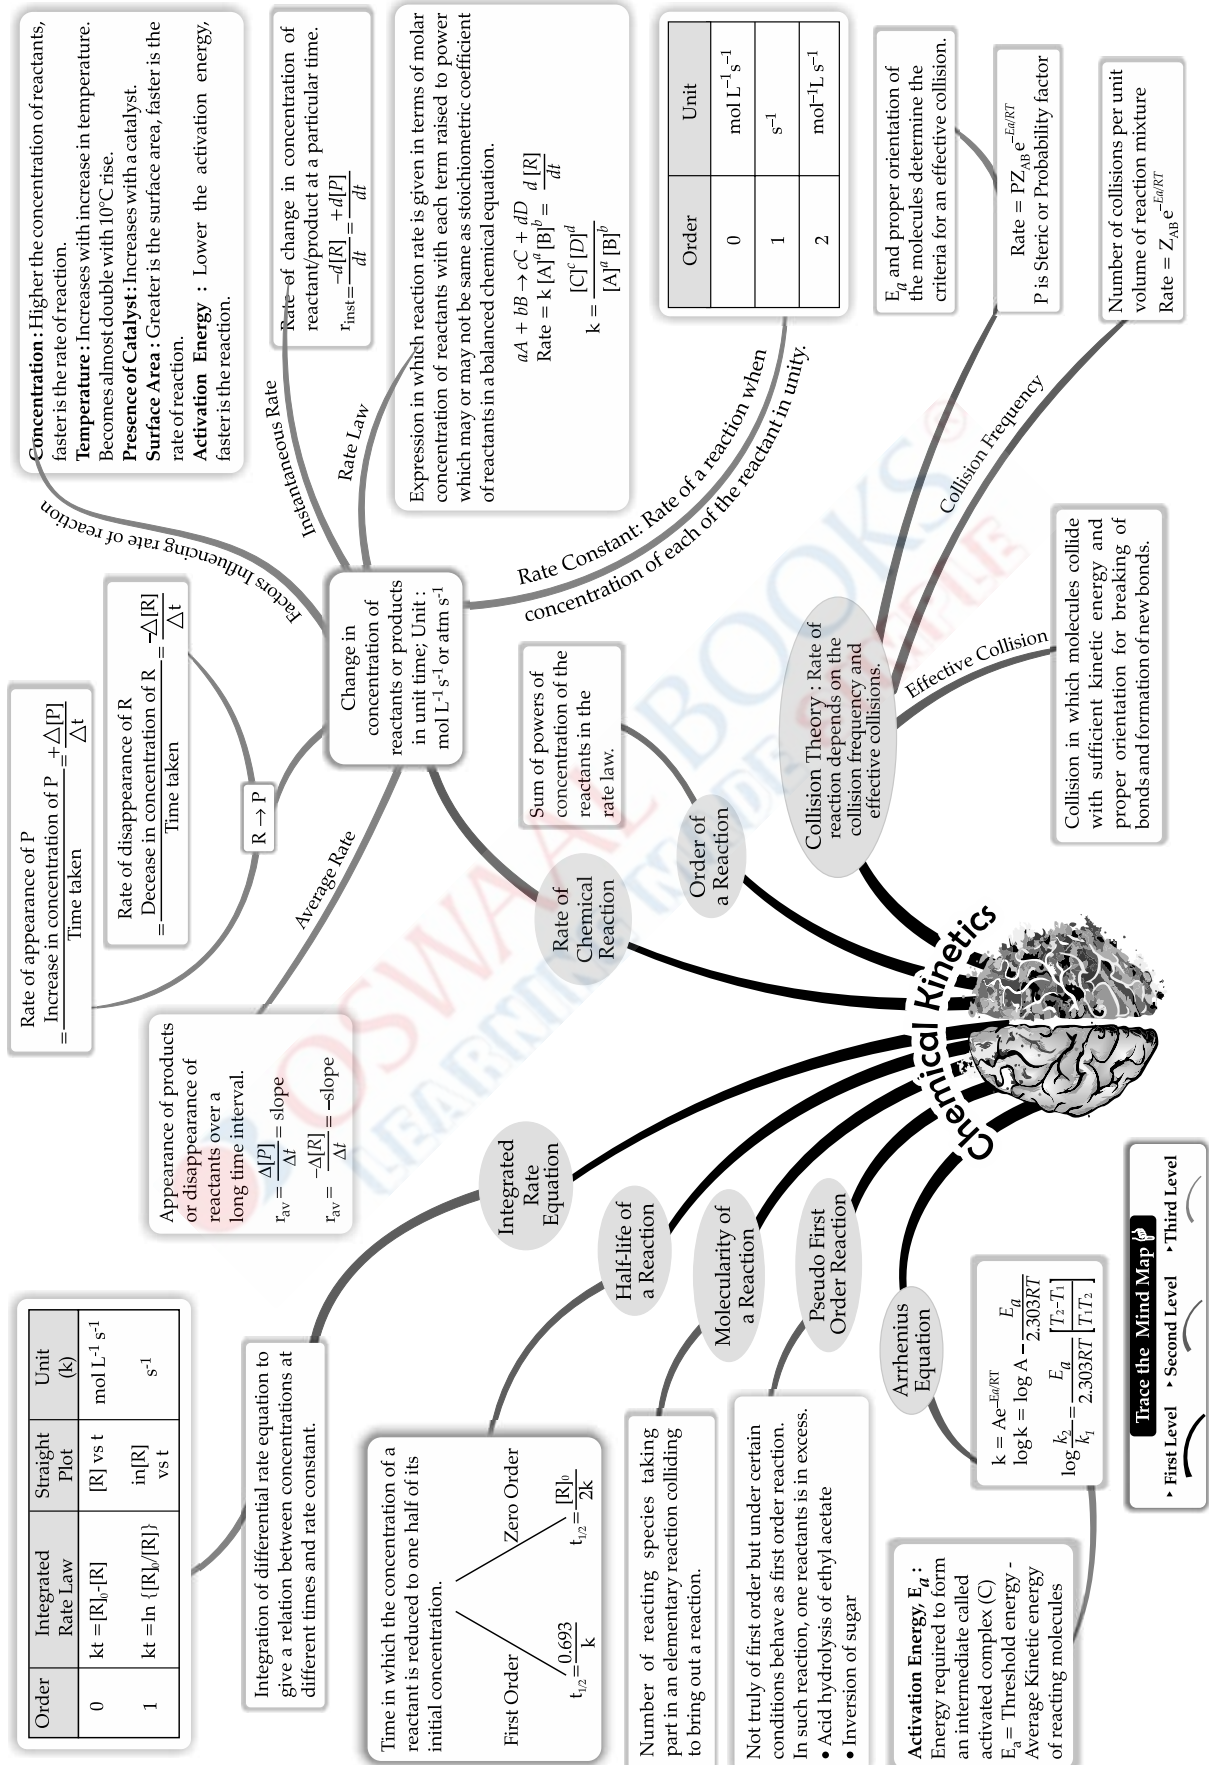 Chemical Kinetics
Order
Integrated
Rate Law
Straight
Plot
Unit
(k)
0
kt =[R]₀-[R]
[R] vs t
mol L⁻¹ s⁻¹
1
kt = ln {[R]₀/[R]}
in[R]
vs t
s⁻¹
Integration of differential rate equation to
give a relation between concentrations at
different times and rate constant.
Integrated
Rate
Equation
Time in which the concentration of a
reactant is reduced to one half of its
initial concentration.
First Order
Zero Order
t₁/₂ = 0.693/k
t₁/₂ = [R]₀/2k
Half-life of
a Reaction
Number of reacting species taking
part in an elementary reaction colliding
to bring out a reaction.
Molecularity of
a Reaction
Not truly of first order but under certain
conditions behave as first order reaction.
In such reaction, one reactants is in excess.
• Acid hydrolysis of ethyl acetate
• Inversion of sugar
Pseudo First
Order Reaction
Activation Energy, Eₐ :
Energy required to form
an intermediate called
activated complex (C)
Eₐ = Threshold energy -
Average Kinetic energy
of reacting molecules
k = Ae^-Ea/RT
logk = log A - Eₐ/2.303RT
log k₂/k₁ = Eₐ/2.303RT [T₂-T₁/T₁T₂]
Arrhenius
Equation
Trace the Mind Map
▸ First Level ▸ Second Level ▸ Third Level
Appearance of products
or disappearance of
reactants over a
long time interval.
r_av = Δ[P]/Δt = slope
r_av = -Δ[R]/Δt = -slope
Average Rate
Rate of appearance of P
= Increase in concentration of P / Time taken = +Δ[P]/Δt
Rate of disappearance of R
= Decease in concentration of R / Time taken = -Δ[R]/Δt
R → P
Change in
concentration of
reactants or products
in unit time; Unit :
mol L⁻¹ s⁻¹ or atm s⁻¹
Rate of
Chemical
Reaction
Factors Influencing rate of reaction
Concentration : Higher the concentration of reactants,
faster is the rate of reaction.
Temperature : Increases with increase in temperature.
Becomes almost double with 10°C rise.
Presence of Catalyst : Increases with a catalyst.
Surface Area : Greater is the surface area, faster is the
rate of reaction.
Activation Energy : Lower the activation energy,
faster is the reaction.
Instantaneous Rate
Rate of change in concentration of
reactant/product at a particular time.
r_inst = -d[R]/dt = +d[P]/dt
Rate Law
Expression in which reaction rate is given in terms of molar
concentration of reactants with each term raised to power
which may or may not be same as stoichiometric coefficient
of reactants in a balanced chemical equation.
aA + bB → cC + dD
Rate = k [A]^a [B]^b = d [R]/dt
k = [C]^c [D]^d / [A]^a [B]^b
Rate Constant: Rate of a reaction when
concentration of each of the reactant in unity.
Order
Unit
0
mol L⁻¹ s⁻¹
1
s⁻¹
2
mol⁻¹L s⁻¹
Sum of powers of
concentration of the
reactants in the
rate law.
Order of
a Reaction
Collision Theory : Rate of
reaction depends on the
collision frequency and
effective collisions.
Eₐ and proper orientation of
the molecules determine the
criteria for an effective collision.
Rate = PZ_AB e^-Ea/RT
P is Steric or Probability factor
Collision Frequency
Number of collisions per unit
volume of reaction mixture
Rate = Z_AB e^-Ea/RT
Effective Collision
Collision in which molecules collide
with sufficient kinetic energy and
proper orientation for breaking of
bonds and formation of new bonds.
OSWAAL BOOKS®
LEARNING MADE SIMPLE